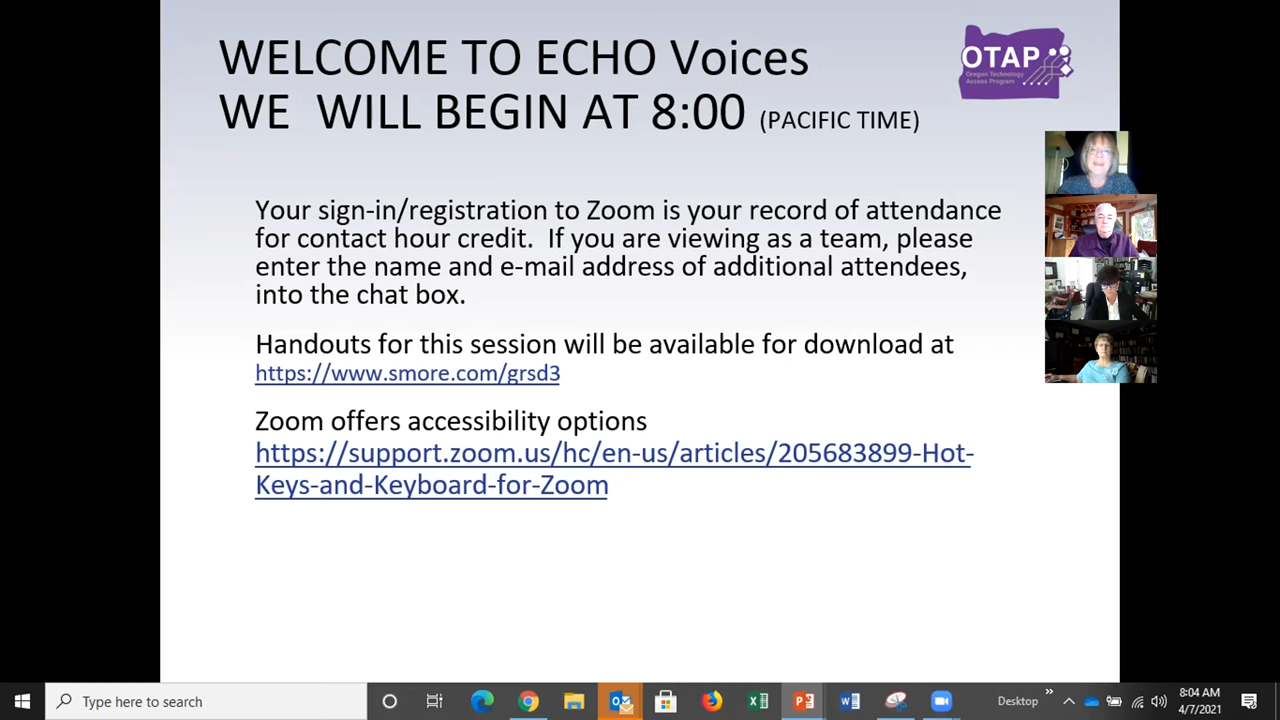 WELCOME TO ECHO Voices
WE WILL BEGIN AT 8:00 (PACIFIC TIME)
OTAP
Oregon Technology
Access Program
Your sign-in/registration to Zoom is your record of attendance
for contact hour credit. If you are viewing as a team, please
enter the name and e-mail address of additional attendees,
into the chat box.
Handouts for this session will be available for download at
https://www.smore.com/grsd3
Zoom offers accessibility options
https://support.zoom.us/hc/en-us/articles/205683899-Hot-
Keys-and-Keyboard-for-Zoom
Type here to search
Desktop
8:04 AM
4/7/2021